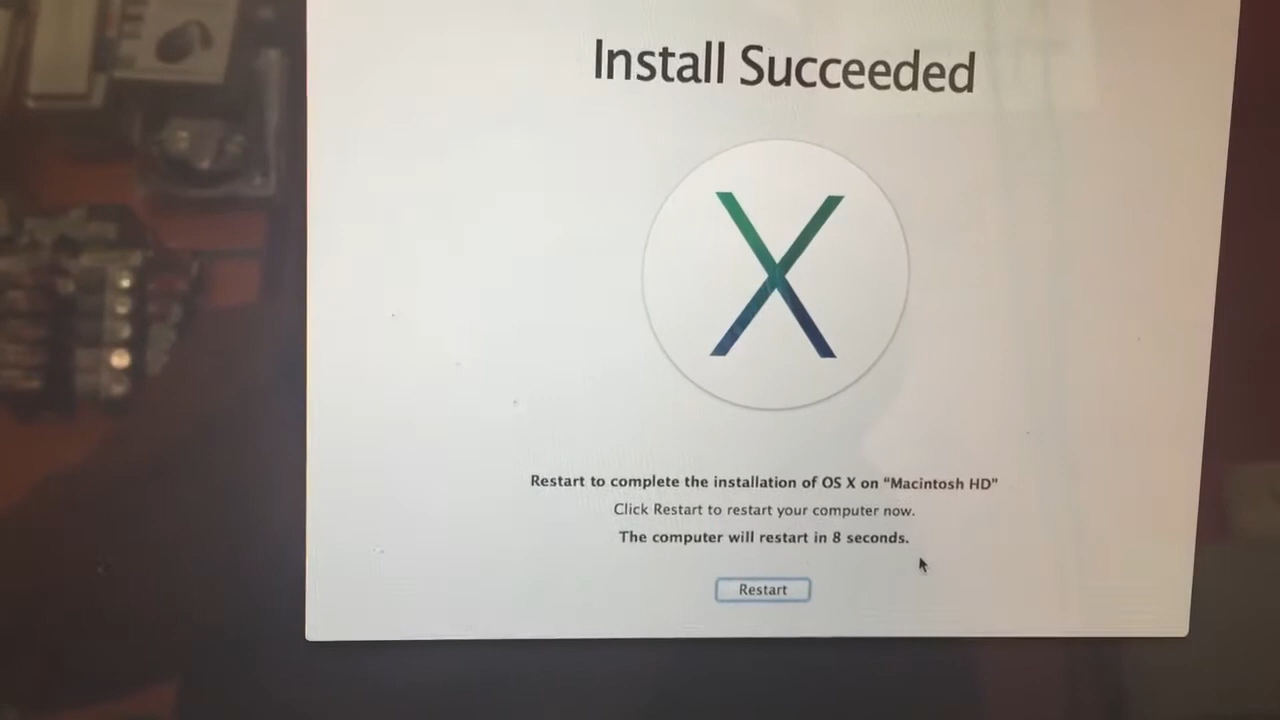 Install Succeeded
X
Restart to complete the installation of OS X on “Macintosh HD”
Click Restart to restart your computer now.
The computer will restart in 8 seconds.
Restart